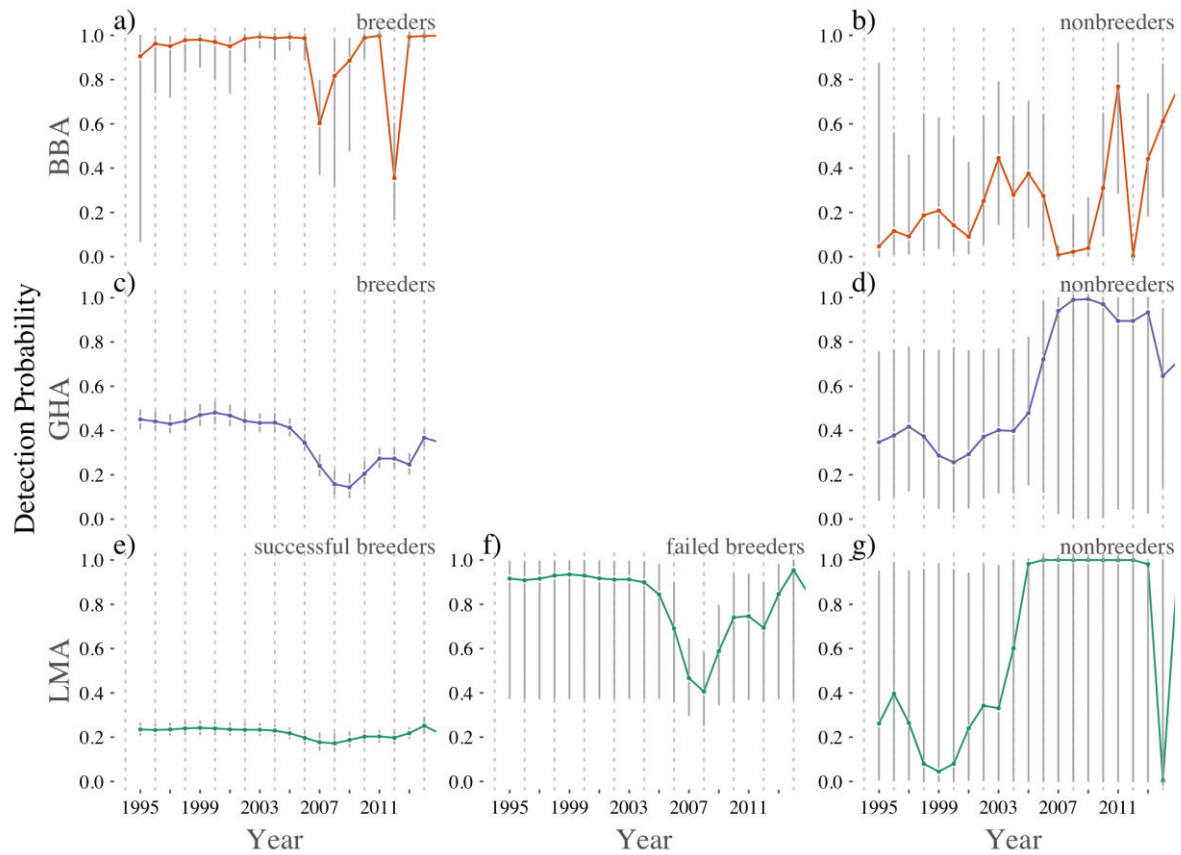 a) breeders
b) nonbreeders
BBA
1.0
0.8
0.6
0.4
0.2
0.0
1.0
0.8
0.6
0.4
0.2
0.0
Detection Probability
c) breeders
d) nonbreeders
GHA
1.0
0.8
0.6
0.4
0.2
0.0
1.0
0.8
0.6
0.4
0.2
0.0
e) successful breeders
f) failed breeders
g) nonbreeders
LMA
1.0
0.8
0.6
0.4
0.2
0.0
1.0
0.8
0.6
0.4
0.2
0.0
1.0
0.8
0.6
0.4
0.2
0.0
1995 1999 2003 2007 2011
1995 1999 2003 2007 2011
1995 1999 2003 2007 2011
Year
Year
Year